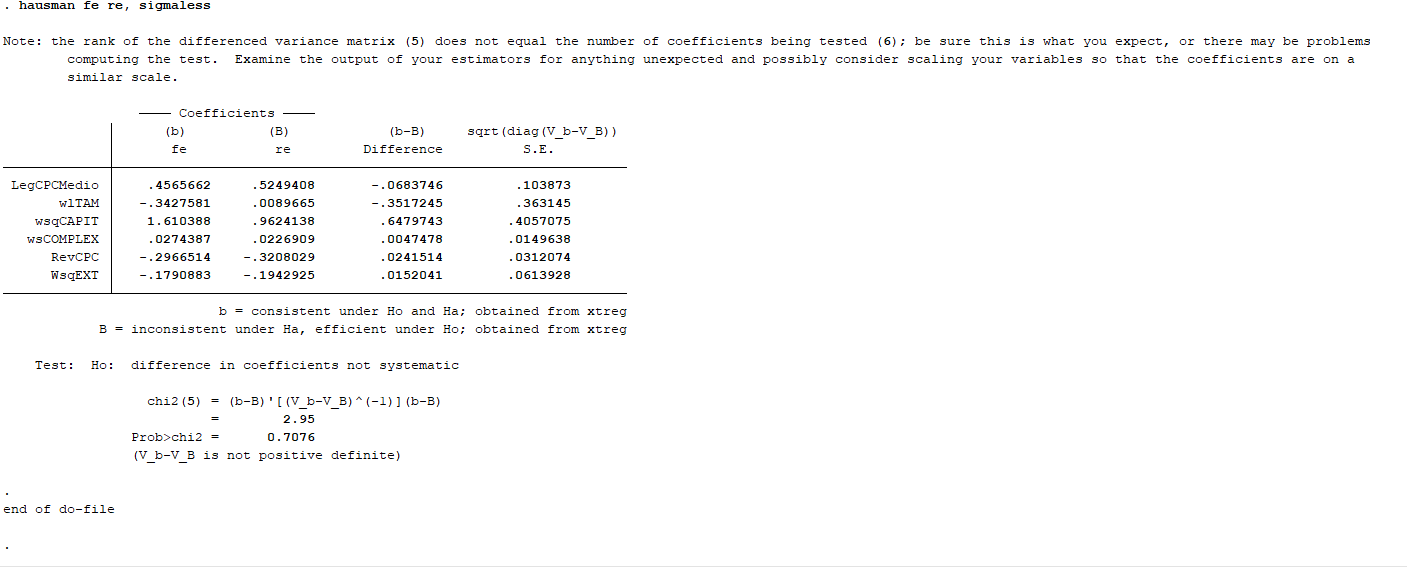 . hausman fe re, sigmaless
Note: the rank of the differenced variance matrix (5) does not equal the number of coefficients being tested (6); be sure this is what you expect, or there may be problems
computing the test.  Examine the output of your estimators for anything unexpected and possibly consider scaling your variables so that the coefficients are on a
similar scale.
Coefficients
(b) (B) (b-B) sqrt(diag(V_b-V_B))
fe re Difference S.E.
LegCPCMedio .4565662 .5249408 -.0683746 .103873
wlTAM -.3427581 .0089665 -.3517245 .363145
wsqCAPIT 1.610388 .9624138 .6479743 .4057075
wsCOMPLEX .0274387 .0226909 .0047478 .0149638
RevCPC -.2966514 -.3208029 .0241514 .0312074
WsqEXT -.1790883 -.1942925 .0152041 .0613928
b = consistent under Ho and Ha; obtained from xtreg
B = inconsistent under Ha, efficient under Ho; obtained from xtreg
Test:  Ho:  difference in coefficients not systematic
chi2(5) = (b-B)'[(V_b-V_B)^(-1)](b-B)
= 2.95
Prob>chi2 = 0.7076
(V_b-V_B is not positive definite)
.
end of do-file
.